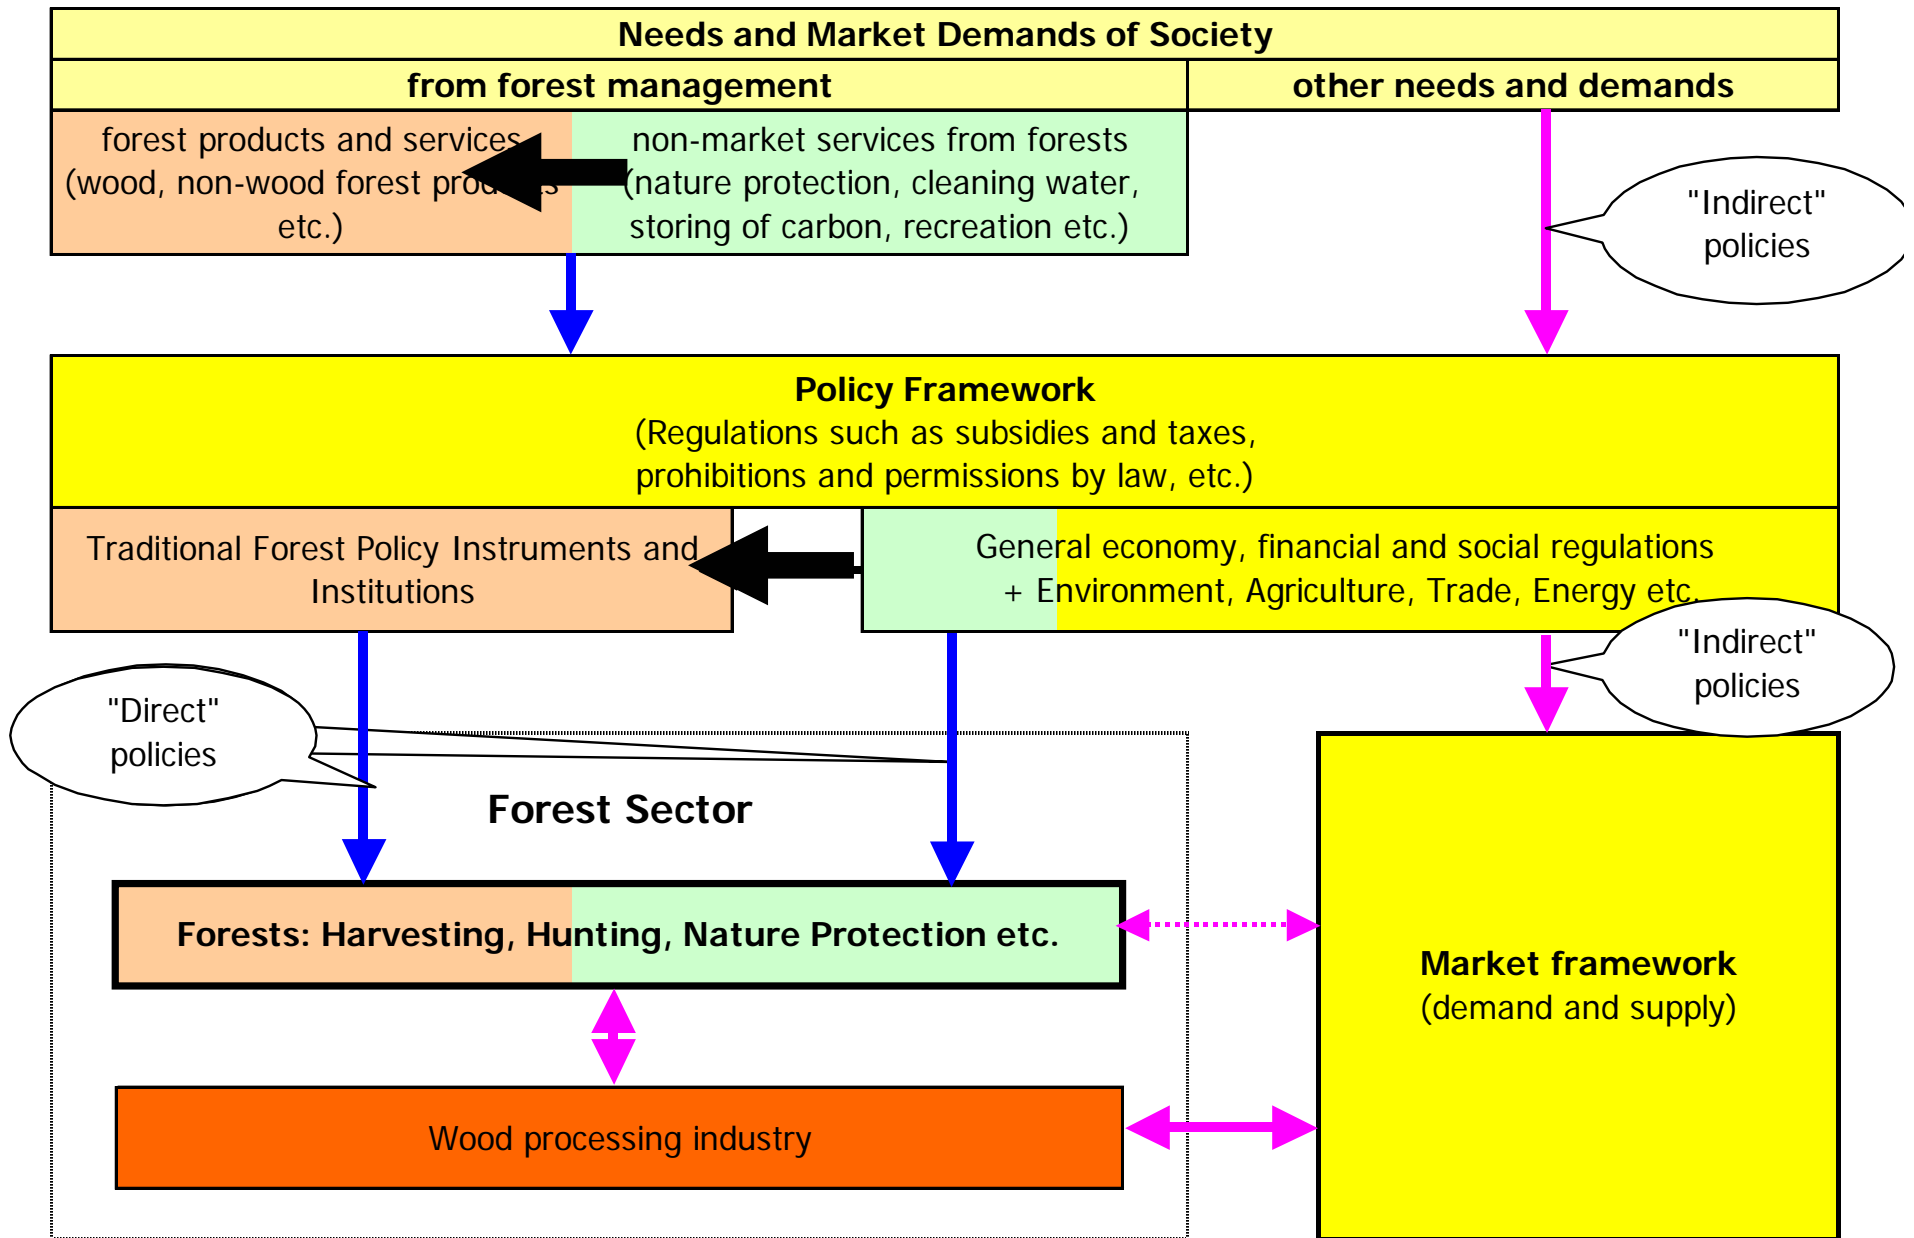 Needs and Market Demands of Society
from forest management
other needs and demands
forest products and services
(wood, non-wood forest products
etc.)
non-market services from forests
(nature protection, cleaning water,
storing of carbon, recreation etc.)
"Indirect"
policies
Policy Framework
(Regulations such as subsidies and taxes,
prohibitions and permissions by law, etc.)
Traditional Forest Policy Instruments and
Institutions
General economy, financial and social regulations
+ Environment, Agriculture, Trade, Energy etc.
"Indirect"
policies
"Direct"
policies
Forest Sector
Forests: Harvesting, Hunting, Nature Protection etc.
Market framework
(demand and supply)
Wood processing industry